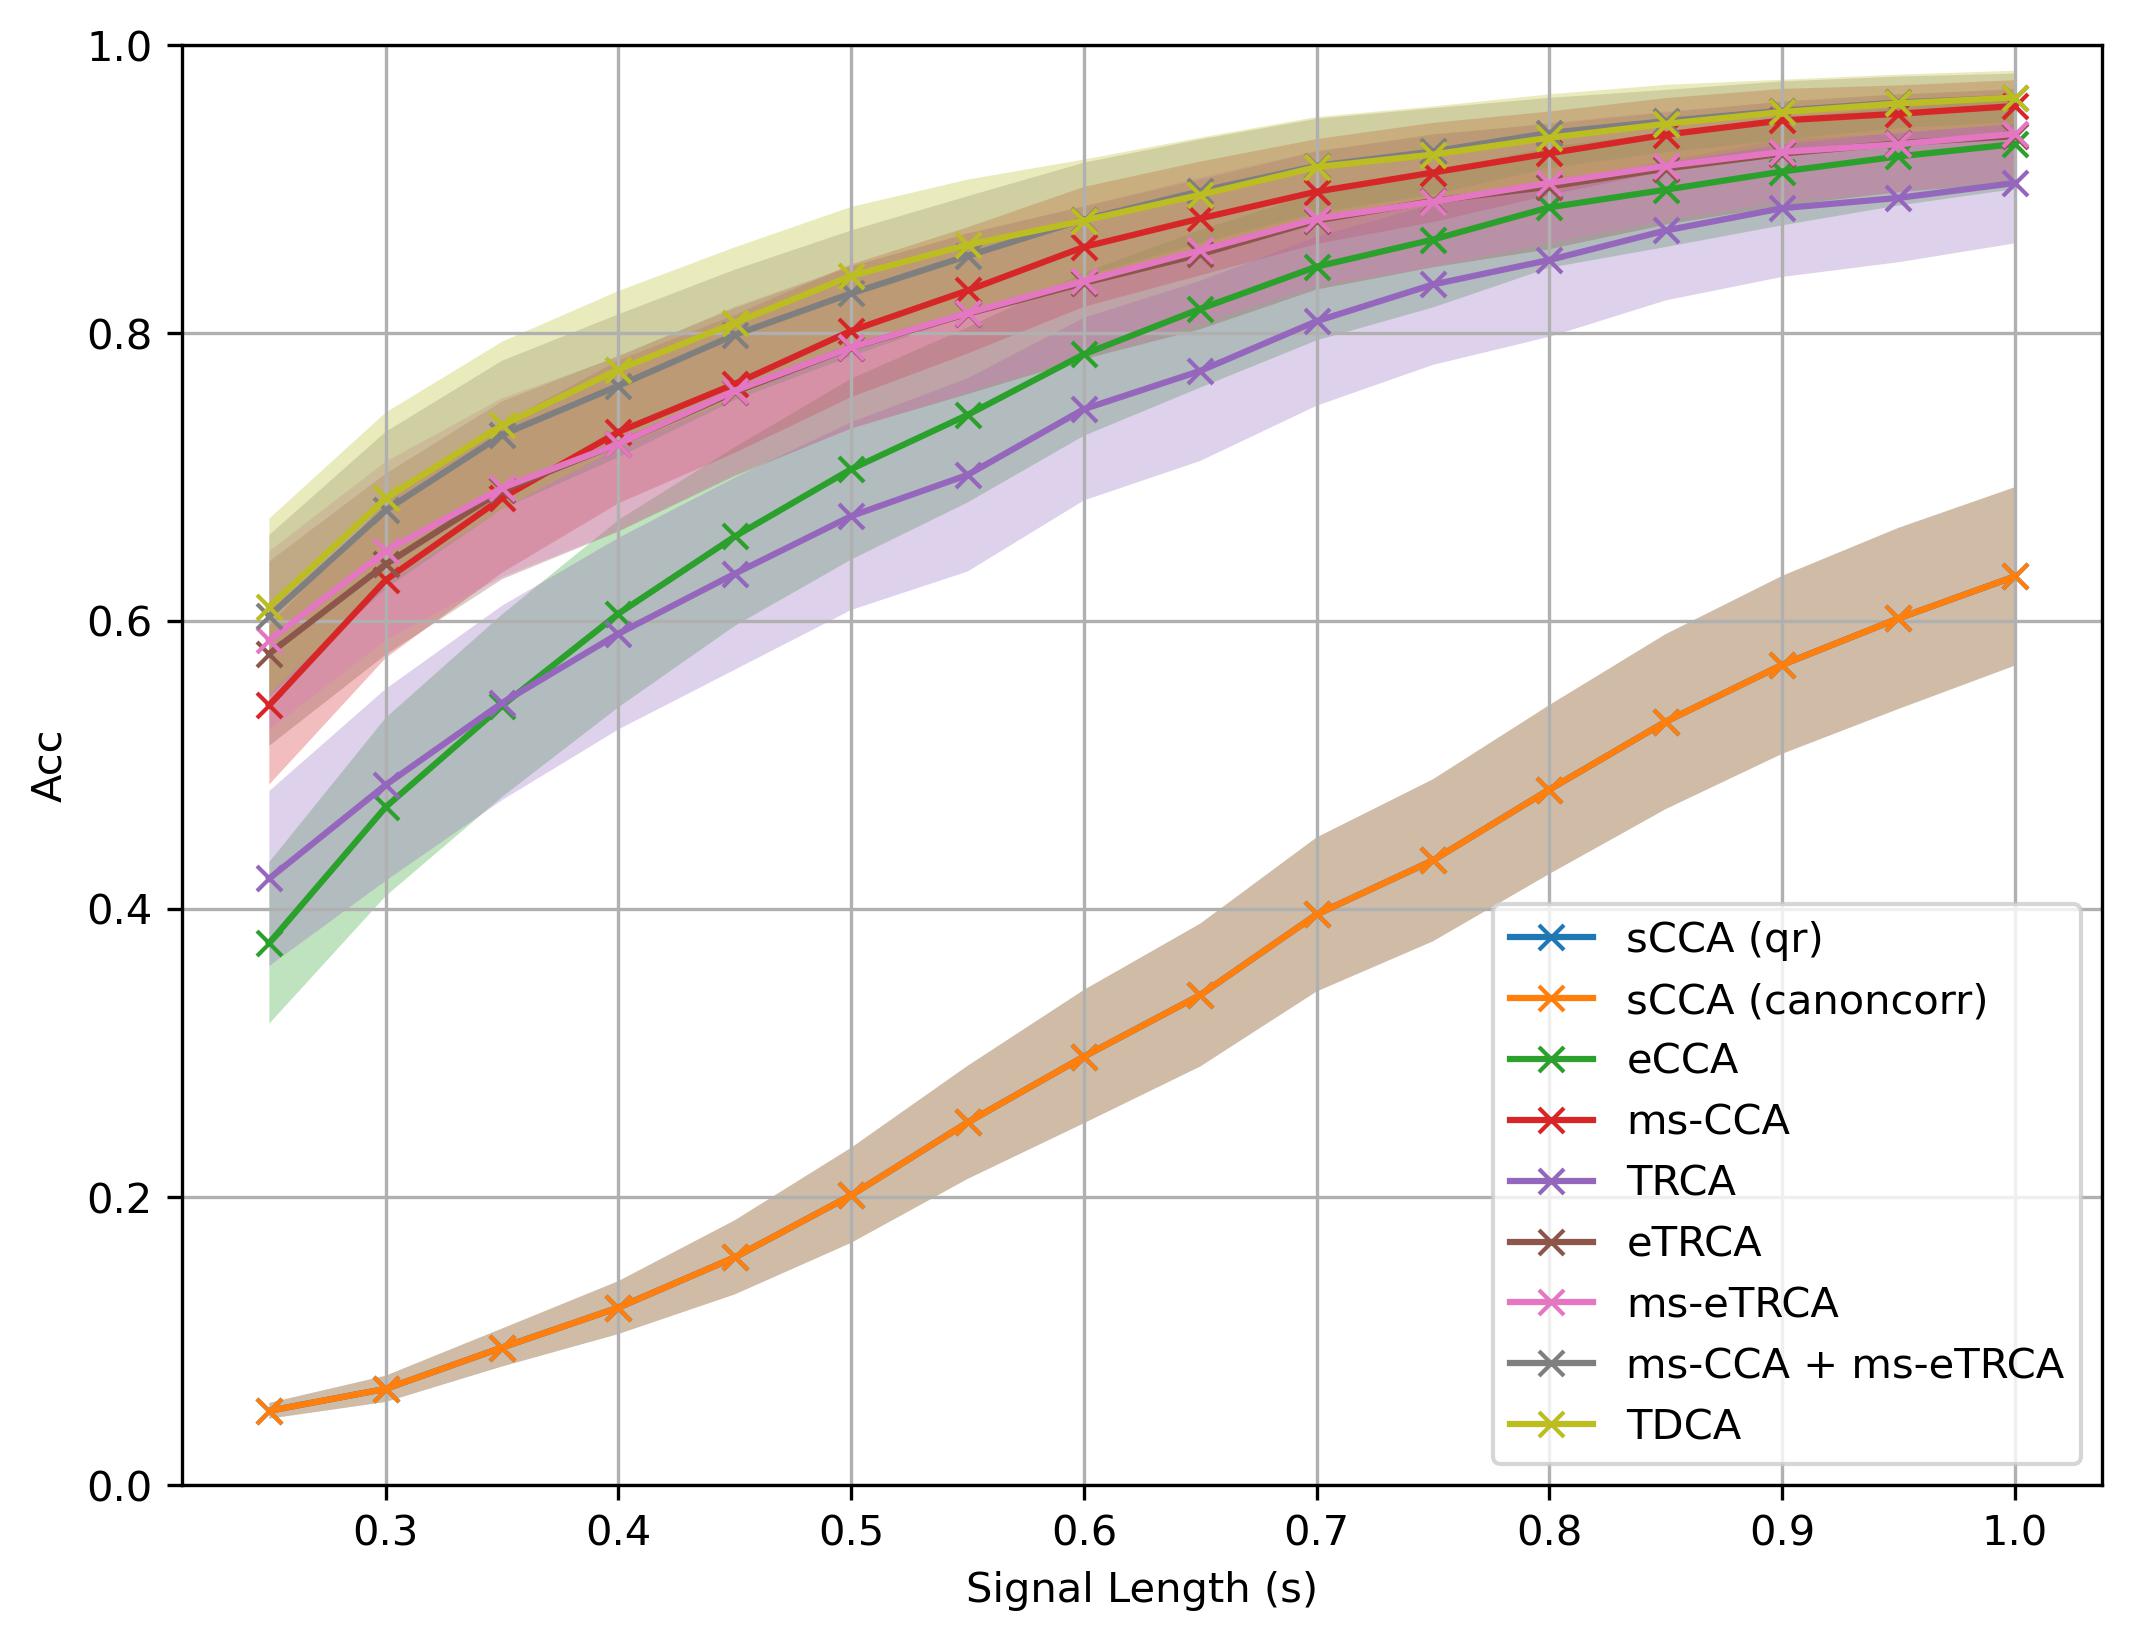 1.0
0.8
0.6
0.4
0.2
0.0
Acc
0.3 0.4 0.5 0.6 0.7 0.8 0.9 1.0
Signal Length (s)
sCCA (qr)
sCCA (canoncorr)
eCCA
ms-CCA
TRCA
eTRCA
ms-eTRCA
ms-CCA + ms-eTRCA
TDCA